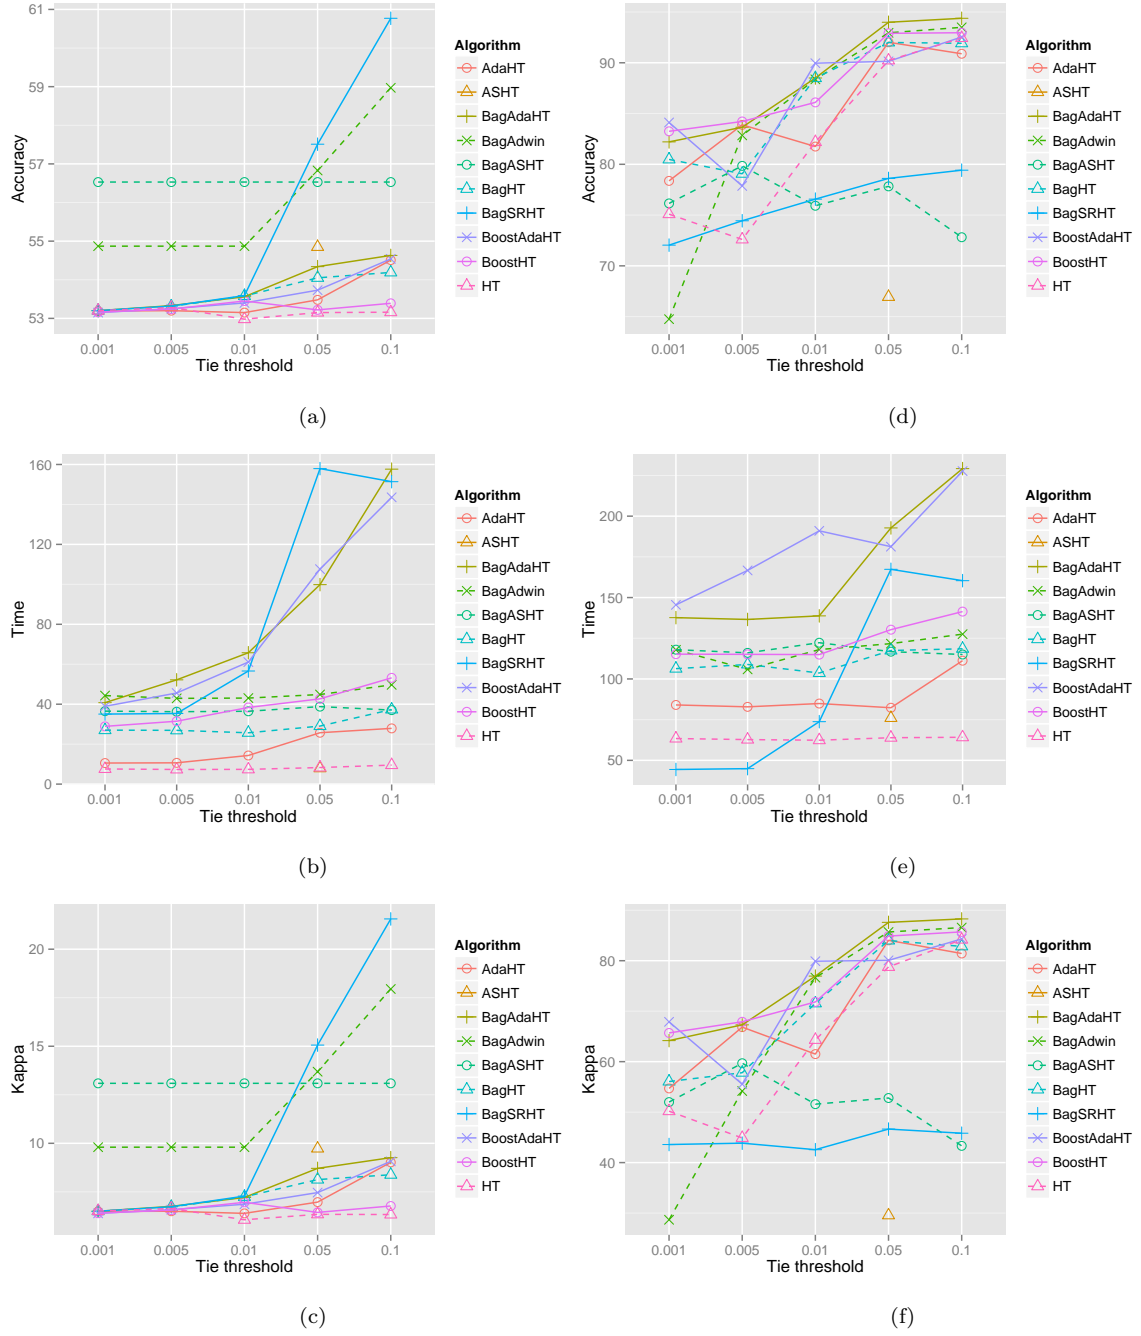 61
59
57
55
53
Accuracy
0.001
0.005
0.01
0.05
0.1
Tie threshold
Algorithm
AdaHT
ASHT
BagAdaHT
BagAdwin
BagASHT
BagHT
BagSRHT
BoostAdaHT
BoostHT
HT
(a)
90
80
70
Accuracy
0.001
0.005
0.01
0.05
0.1
Tie threshold
Algorithm
AdaHT
ASHT
BagAdaHT
BagAdwin
BagASHT
BagHT
BagSRHT
BoostAdaHT
BoostHT
HT
(d)
160
120
80
40
0
Time
0.001
0.005
0.01
0.05
0.1
Tie threshold
Algorithm
AdaHT
ASHT
BagAdaHT
BagAdwin
BagASHT
BagHT
BagSRHT
BoostAdaHT
BoostHT
HT
(b)
200
150
100
50
Time
0.001
0.005
0.01
0.05
0.1
Tie threshold
Algorithm
AdaHT
ASHT
BagAdaHT
BagAdwin
BagASHT
BagHT
BagSRHT
BoostAdaHT
BoostHT
HT
(e)
20
15
10
Kappa
0.001
0.005
0.01
0.05
0.1
Tie threshold
Algorithm
AdaHT
ASHT
BagAdaHT
BagAdwin
BagASHT
BagHT
BagSRHT
BoostAdaHT
BoostHT
HT
(c)
80
60
40
Kappa
0.001
0.005
0.01
0.05
0.1
Tie threshold
Algorithm
AdaHT
ASHT
BagAdaHT
BagAdwin
BagASHT
BagHT
BagSRHT
BoostAdaHT
BoostHT
HT
(f)